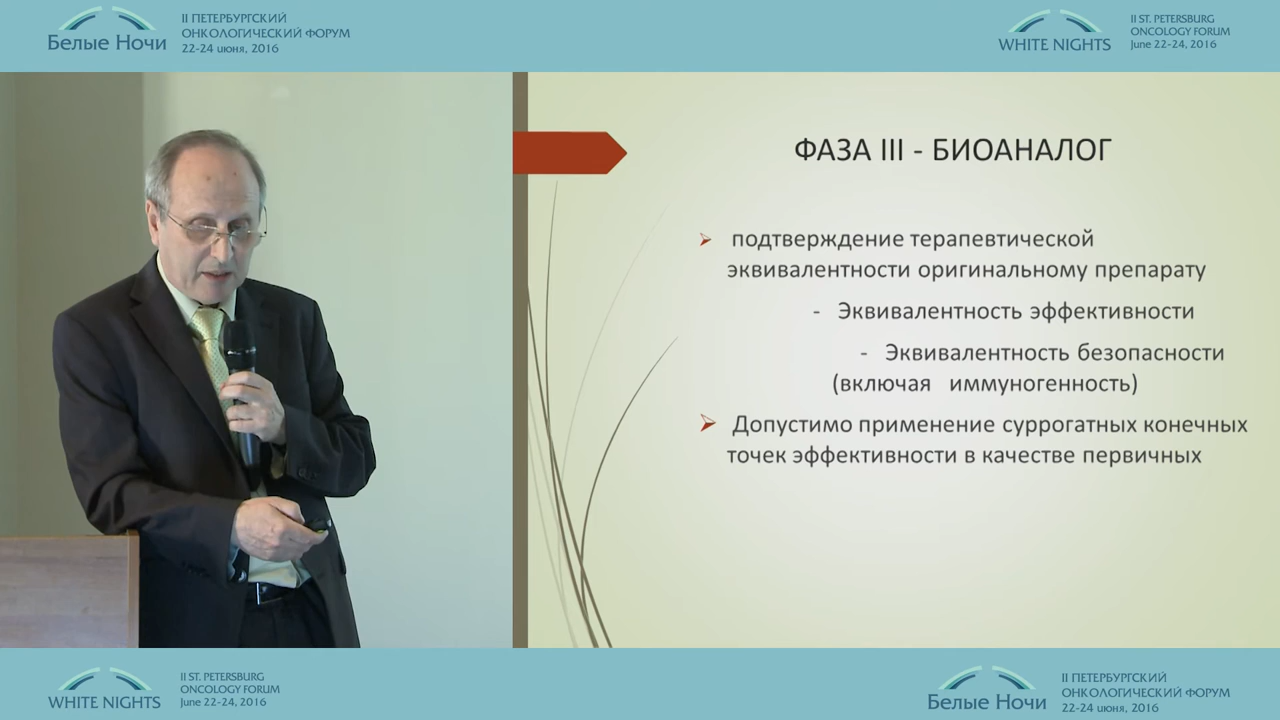 Белые Ночи
II ПЕТЕРБУРГСКИЙ
ОНКОЛОГИЧЕСКИЙ ФОРУМ
22-24 июня, 2016
WHITE NIGHTS
II ST. PETERSBURG
ONCOLOGY FORUM
June 22-24, 2016
ФАЗА III - БИОАНАЛОГ
подтверждение терапевтической
эквивалентности оригинальному препарату
- Эквивалентность эффективности
- Эквивалентность безопасности
(включая иммуногенность)
Допустимо применение суррогатных конечных
точек эффективности в качестве первичных
WHITE NIGHTS
II ST. PETERSBURG
ONCOLOGY FORUM
June 22-24, 2016
Белые Ночи
II ПЕТЕРБУРГСКИЙ
ОНКОЛОГИЧЕСКИЙ ФОРУМ
22-24 июня, 2016